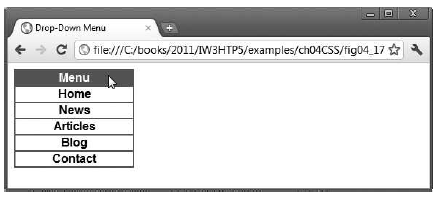 Drop-Down Menu
file:///C:/books/2011/IW3HTP5/examples/ch04CSS/fig04_17
Menu
Home
News
Articles
Blog
Contact